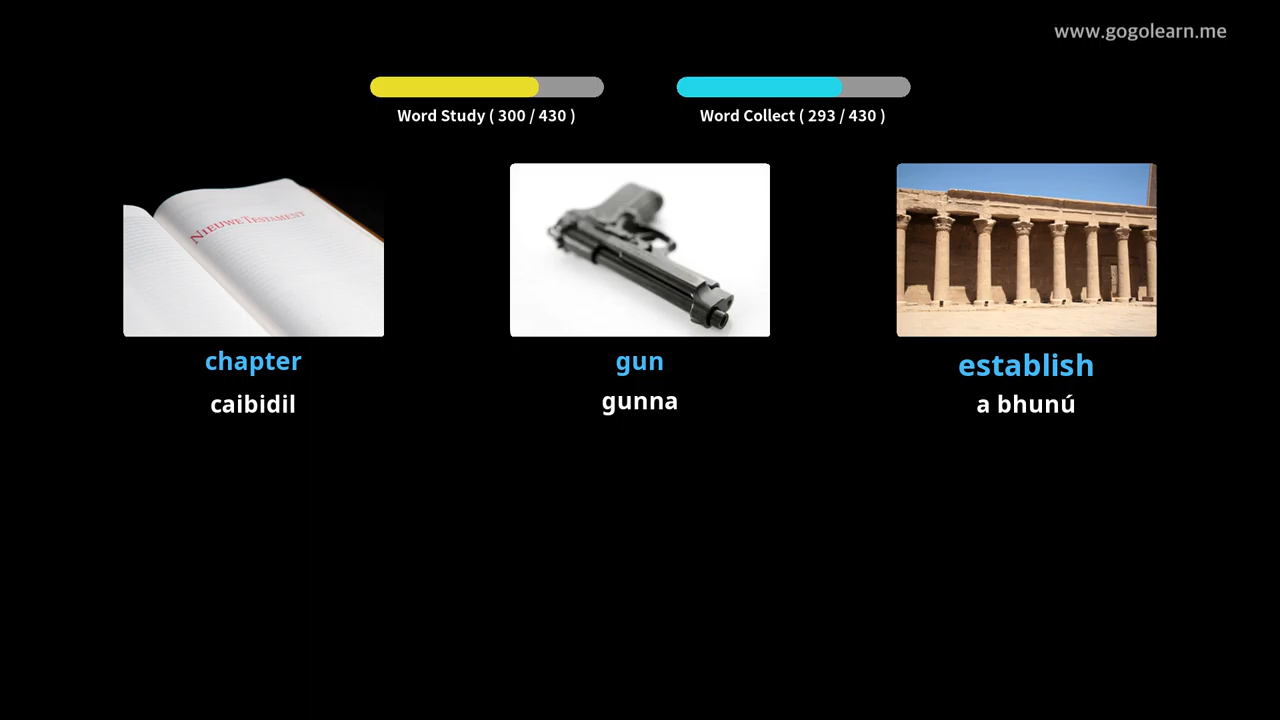 www.gogolearn.me
Word Study ( 300 / 430 )
Word Collect ( 293 / 430 )
NIEUWE TESTAMENT
chapter
gun
establish
caibidil
gunna
a bhunú